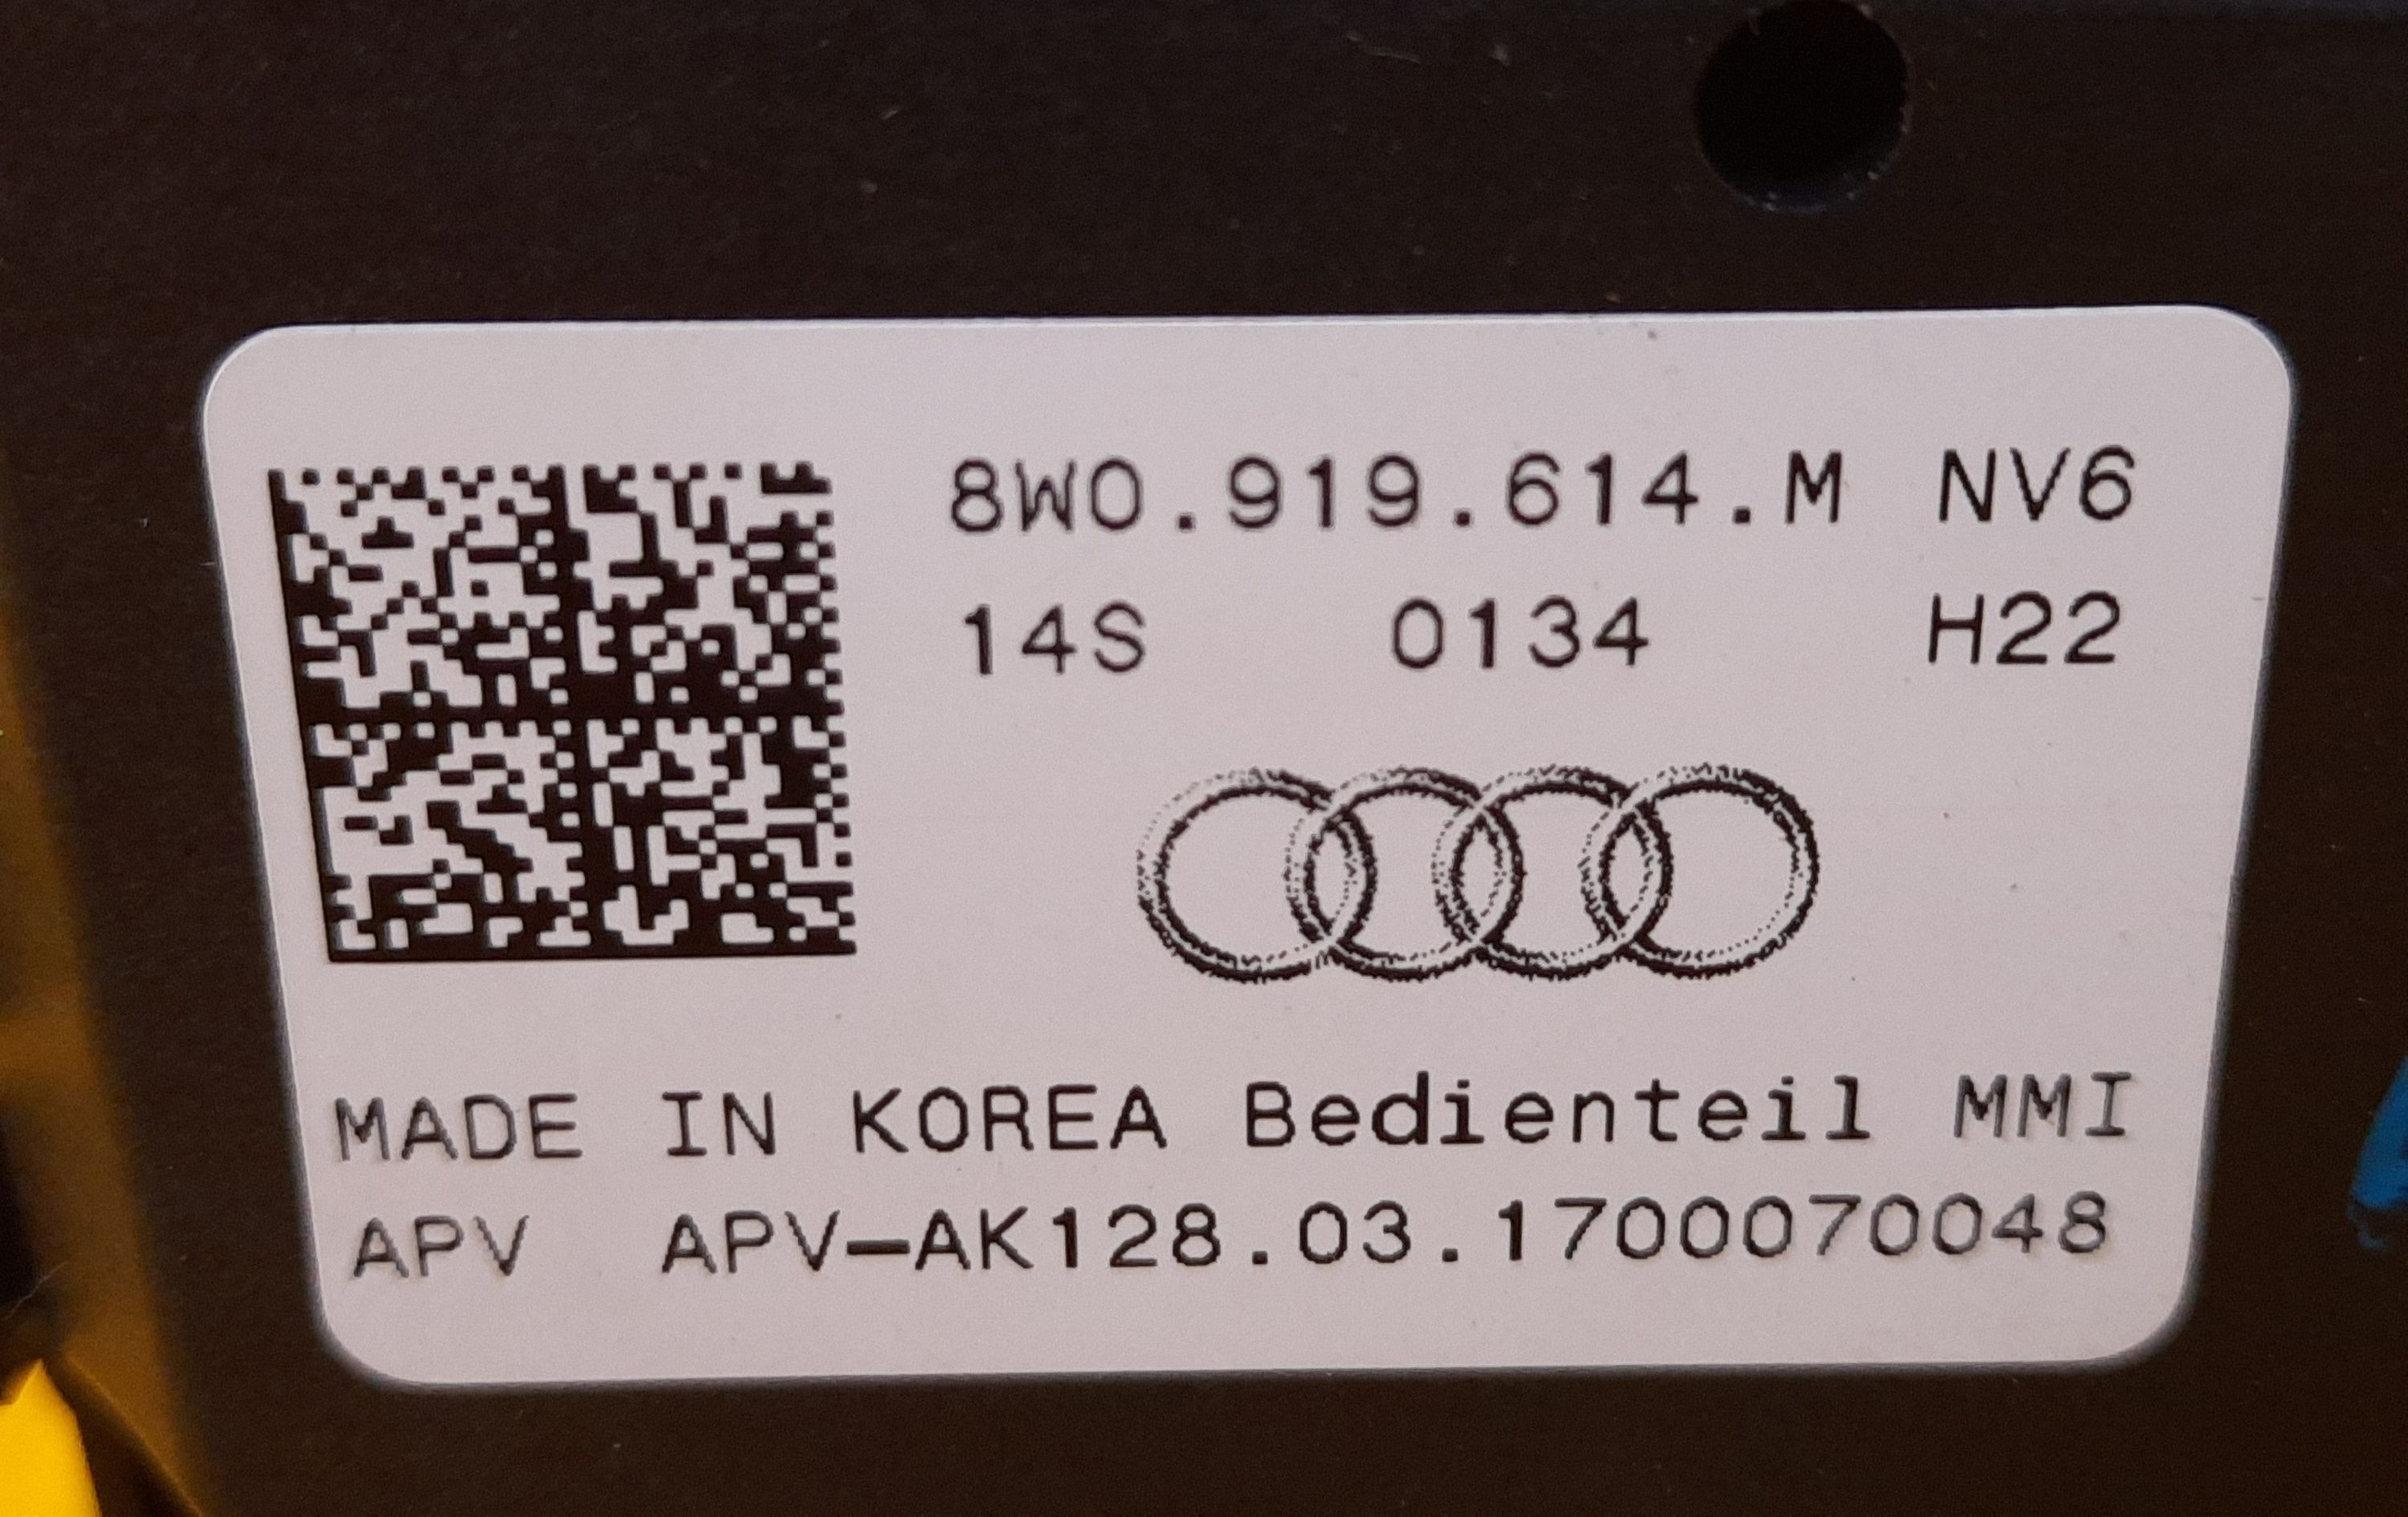 8W0.919.614.M NV6
14S 0134 H22
MADE IN KOREA Bedienteil MMI
APV APV-AK128.03.1700070048